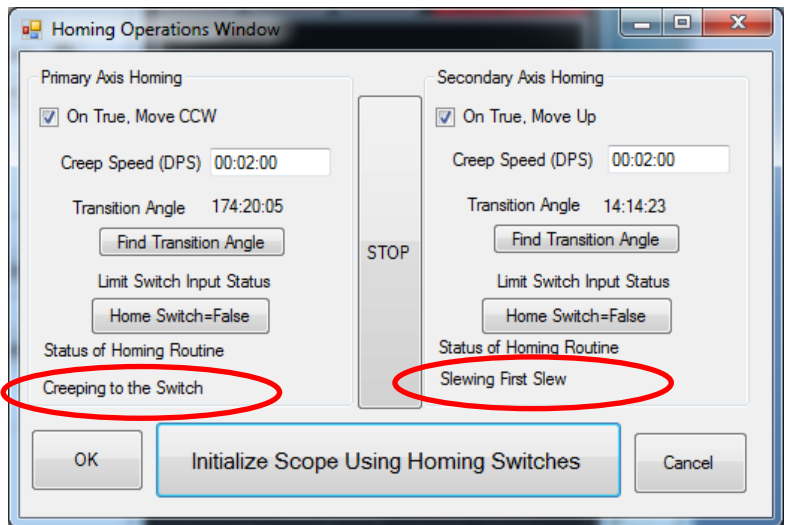 Homing Operations Window
Primary Axis Homing
On True, Move CCW
Creep Speed (DPS) 00:02:00
Transition Angle 174:20:05
Find Transition Angle
Limit Switch Input Status
Home Switch=False
Status of Homing Routine
Creeping to the Switch
STOP
Secondary Axis Homing
On True, Move Up
Creep Speed (DPS) 00:02:00
Transition Angle 14:14:23
Find Transition Angle
Limit Switch Input Status
Home Switch=False
Status of Homing Routine
Slewing First Slew
OK
Initialize Scope Using Homing Switches
Cancel